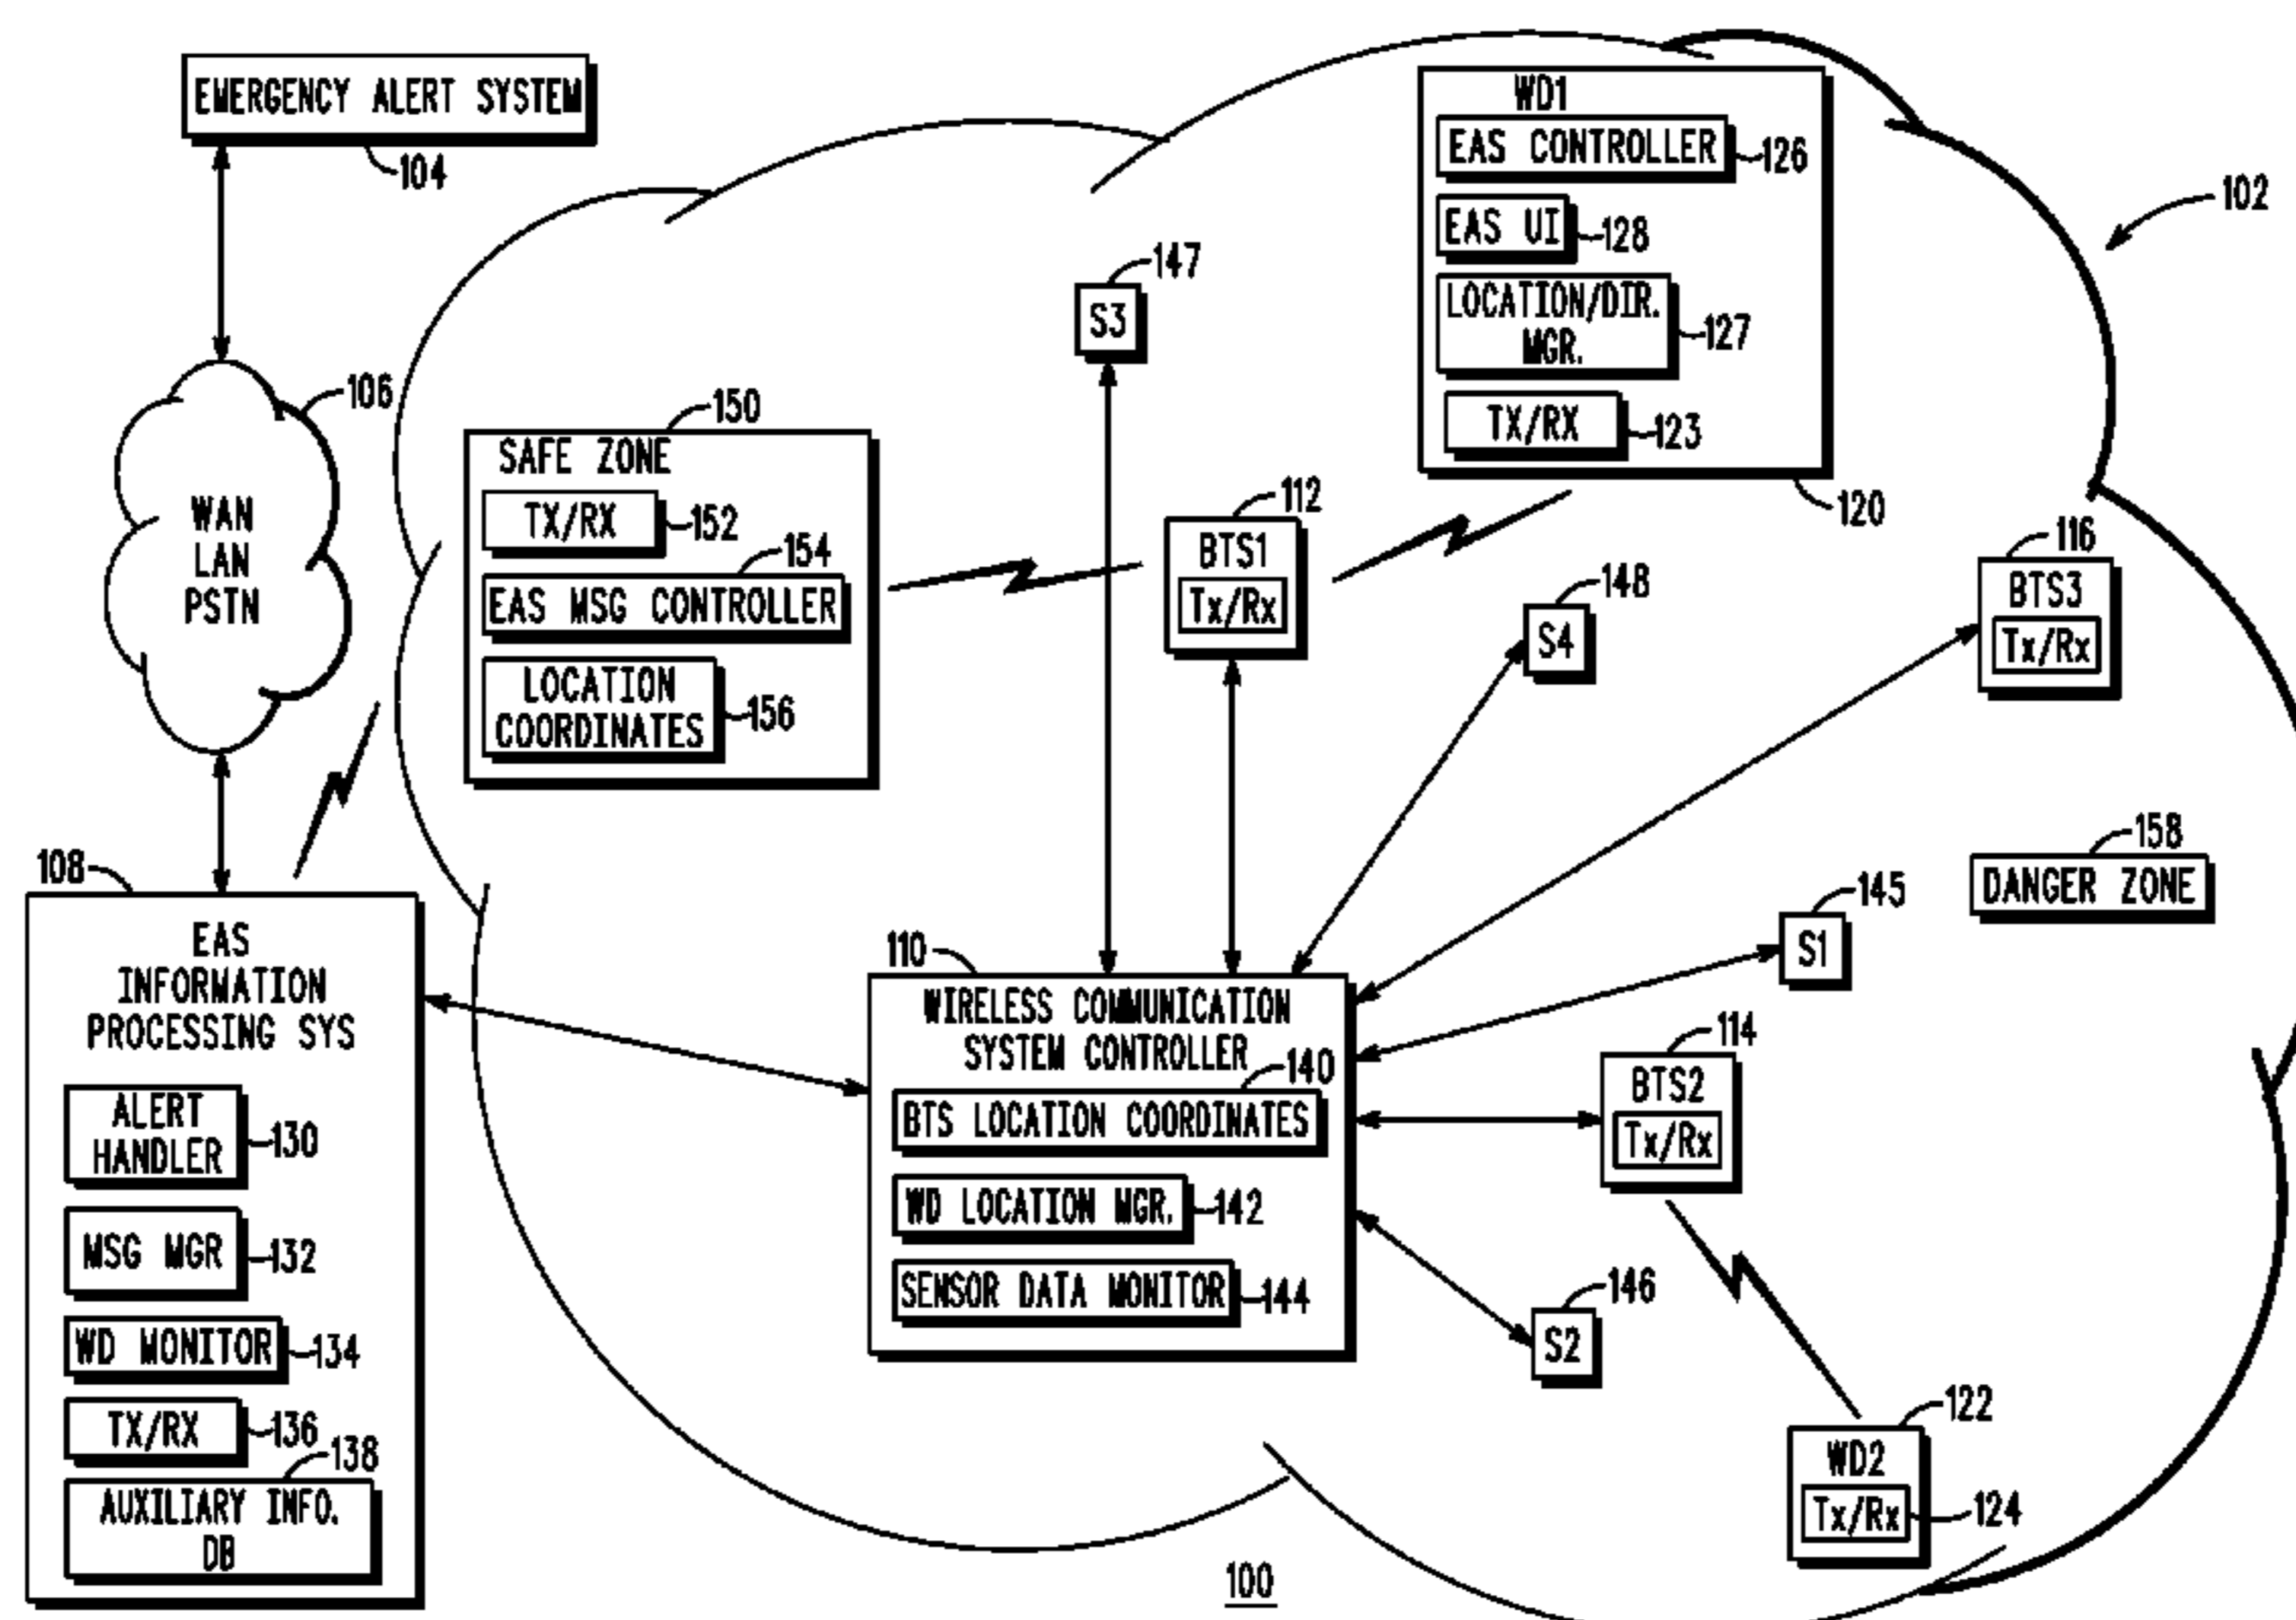 EMERGENCY ALERT SYSTEM
104
WAN
LAN
PSTN
106
108
EAS
INFORMATION
PROCESSING SYS
ALERT
HANDLER
130
MSG MGR
132
WD MONITOR
134
TX/RX
136
138
AUXILIARY INFO.
DB
102
WD1
EAS CONTROLLER
126
EAS UI
128
LOCATION/DIR.
MGR.
127
TX/RX
123
120
147
S3
150
SAFE ZONE
TX/RX
152
154
EAS MSG CONTROLLER
LOCATION
COORDINATES
156
112
BTS1
Tx/Rx
148
S4
116
BTS3
Tx/Rx
158
DANGER ZONE
145
S1
110
WIRELESS COMMUNICATION
SYSTEM CONTROLLER
140
BTS LOCATION COORDINATES
WD LOCATION MGR.
142
SENSOR DATA MONITOR
144
114
BTS2
Tx/Rx
146
S2
122
WD2
Tx/Rx
124
100